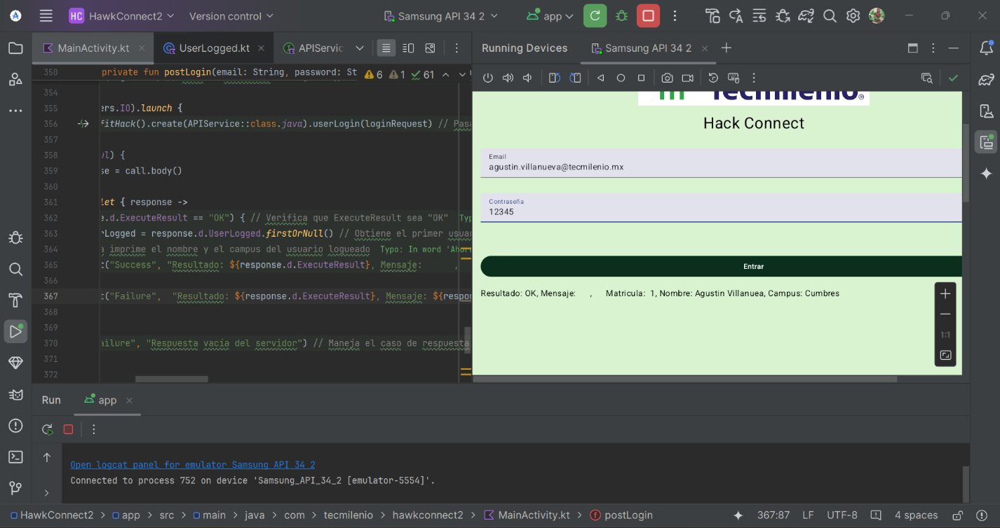 HC HawkConnect2 Version control Samsung API 34 2 app
MainActivity.kt UserLogged.kt APIServic Running Devices Samsung API 34 2
350 private fun postLogin(email: String, password: St 6 1 61
354
355 ers.IO).launch {
356 fitHack().create(APIService::class.java).userLogin(loginRequest) // Pasa
357
358 ul) {
359 se = call.body()
360
361 let { response ->
362 e.d.ExecuteResult == "OK") { // Verifica que ExecuteResult sea "OK" Typ
363 rLogged = response.d.UserLogged.firstOrNull() // Obtiene el primer usuar
364 a imprime el nombre y el campus del usuario logueado Typo: In word 'Ahor
365 t("Success", "Resultado: ${response.d.ExecuteResult}, Mensaje: ,
366
367 t("Failure", "Resultado: ${response.d.ExecuteResult}, Mensaje: ${respon
368
369
370 ailure", "Respuesta vacía del servidor") // Maneja el caso de respuesta
371
372
Tecmilenio®
Hack Connect
Email
agustin.villanueva@tecmilenio.mx
Contraseña
12345
Entrar
Resultado: OK, Mensaje: , Matricula: 1, Nombre: Agustin Villanuea, Campus: Cumbres
1:1
Run app
Open logcat panel for emulator Samsung API 34 2
Connected to process 752 on device 'Samsung_API_34_2 [emulator-5554]'.
HawkConnect2 > app > src > main > java > com > tecmilenio > hawkconnect2 > MainActivity.kt > postLogin 367:87 LF UTF-8 4 spaces